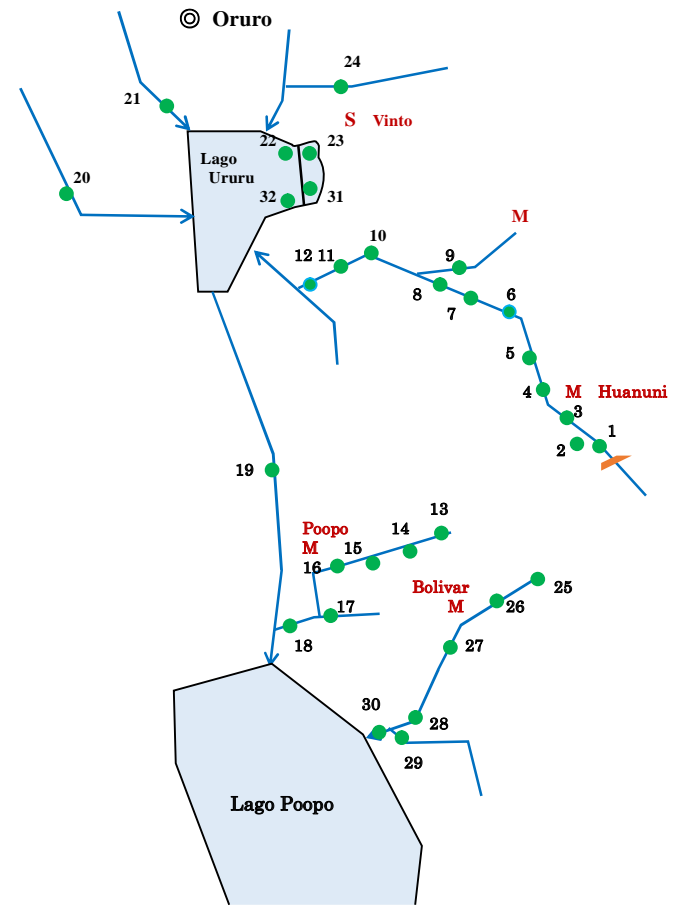 Oruro
24
21
S Vinto
22 23
Lago
Ururu
20
32 31
M
10
12 11 9
8 7 6
5
4 M Huanuni
3
2 1
19
13
Poopo 14
M 15
16
Bolivar 25
M 26
17
18 27
30
28
29
Lago Poopo